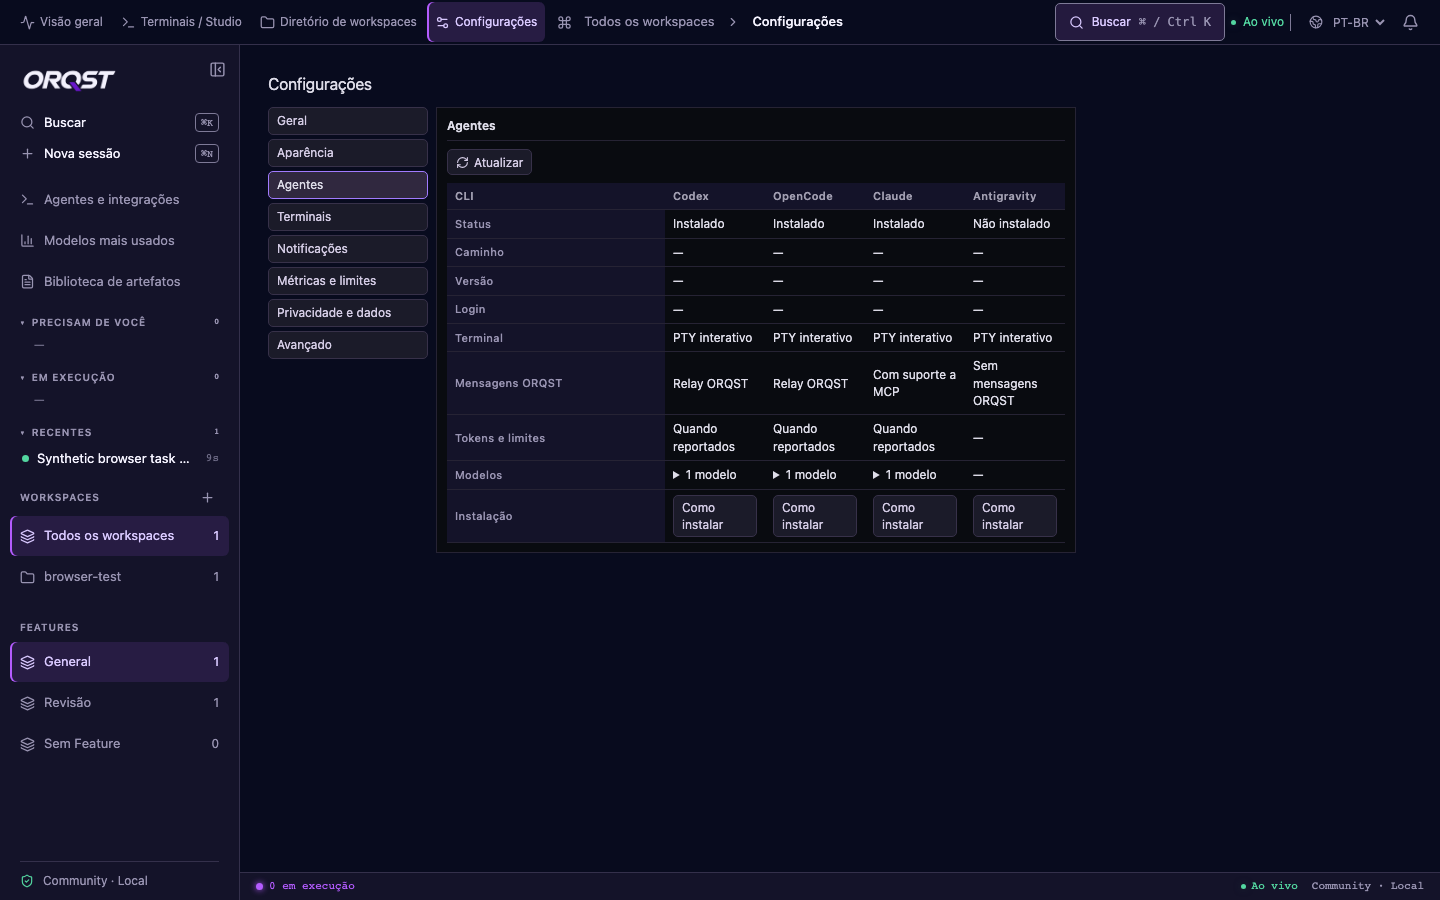 Visão geral
Terminais / Studio
Diretório de workspaces
Configurações
Todos os workspaces
Configurações
Buscar ⌘ / Ctrl K
Ao vivo
PT-BR
ORQST
Buscar ⌘K
Nova sessão ⌘N
Agentes e integrações
Modelos mais usados
Biblioteca de artefatos
PRECISAM DE VOCÊ 0
—
EM EXECUÇÃO 0
—
RECENTES 1
Synthetic browser task ... 9s
WORKSPACES
Todos os workspaces 1
browser-test 1
FEATURES
General 1
Revisão 1
Sem Feature 0
Community · Local
Configurações
Geral
Aparência
Agentes
Terminais
Notificações
Métricas e limites
Privacidade e dados
Avançado
Agentes
Atualizar
CLI Codex OpenCode Claude Antigravity
Status Instalado Instalado Instalado Não instalado
Caminho — — — —
Versão — — — —
Login — — — —
Terminal PTY interativo PTY interativo PTY interativo PTY interativo
Mensagens ORQST
Relay ORQST
Relay ORQST
Com suporte a
MCP
Sem
mensagens
ORQST
Tokens e limites
Quando
reportados
Quando
reportados
Quando
reportados
—
Modelos 1 modelo 1 modelo 1 modelo —
Instalação
Como
instalar
Como
instalar
Como
instalar
Como
instalar
0 em execução
Ao vivo Community · Local